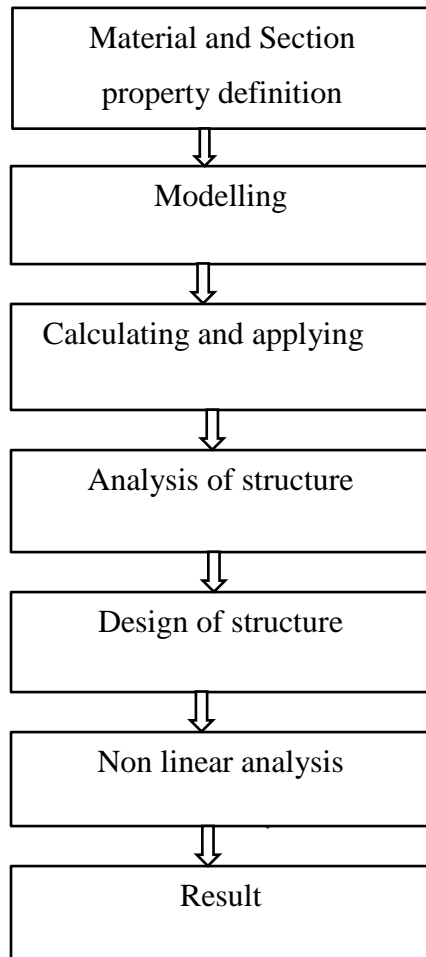 Material and Section
property definition
Modelling
Calculating and applying
Analysis of structure
Design of structure
Non linear analysis
Result